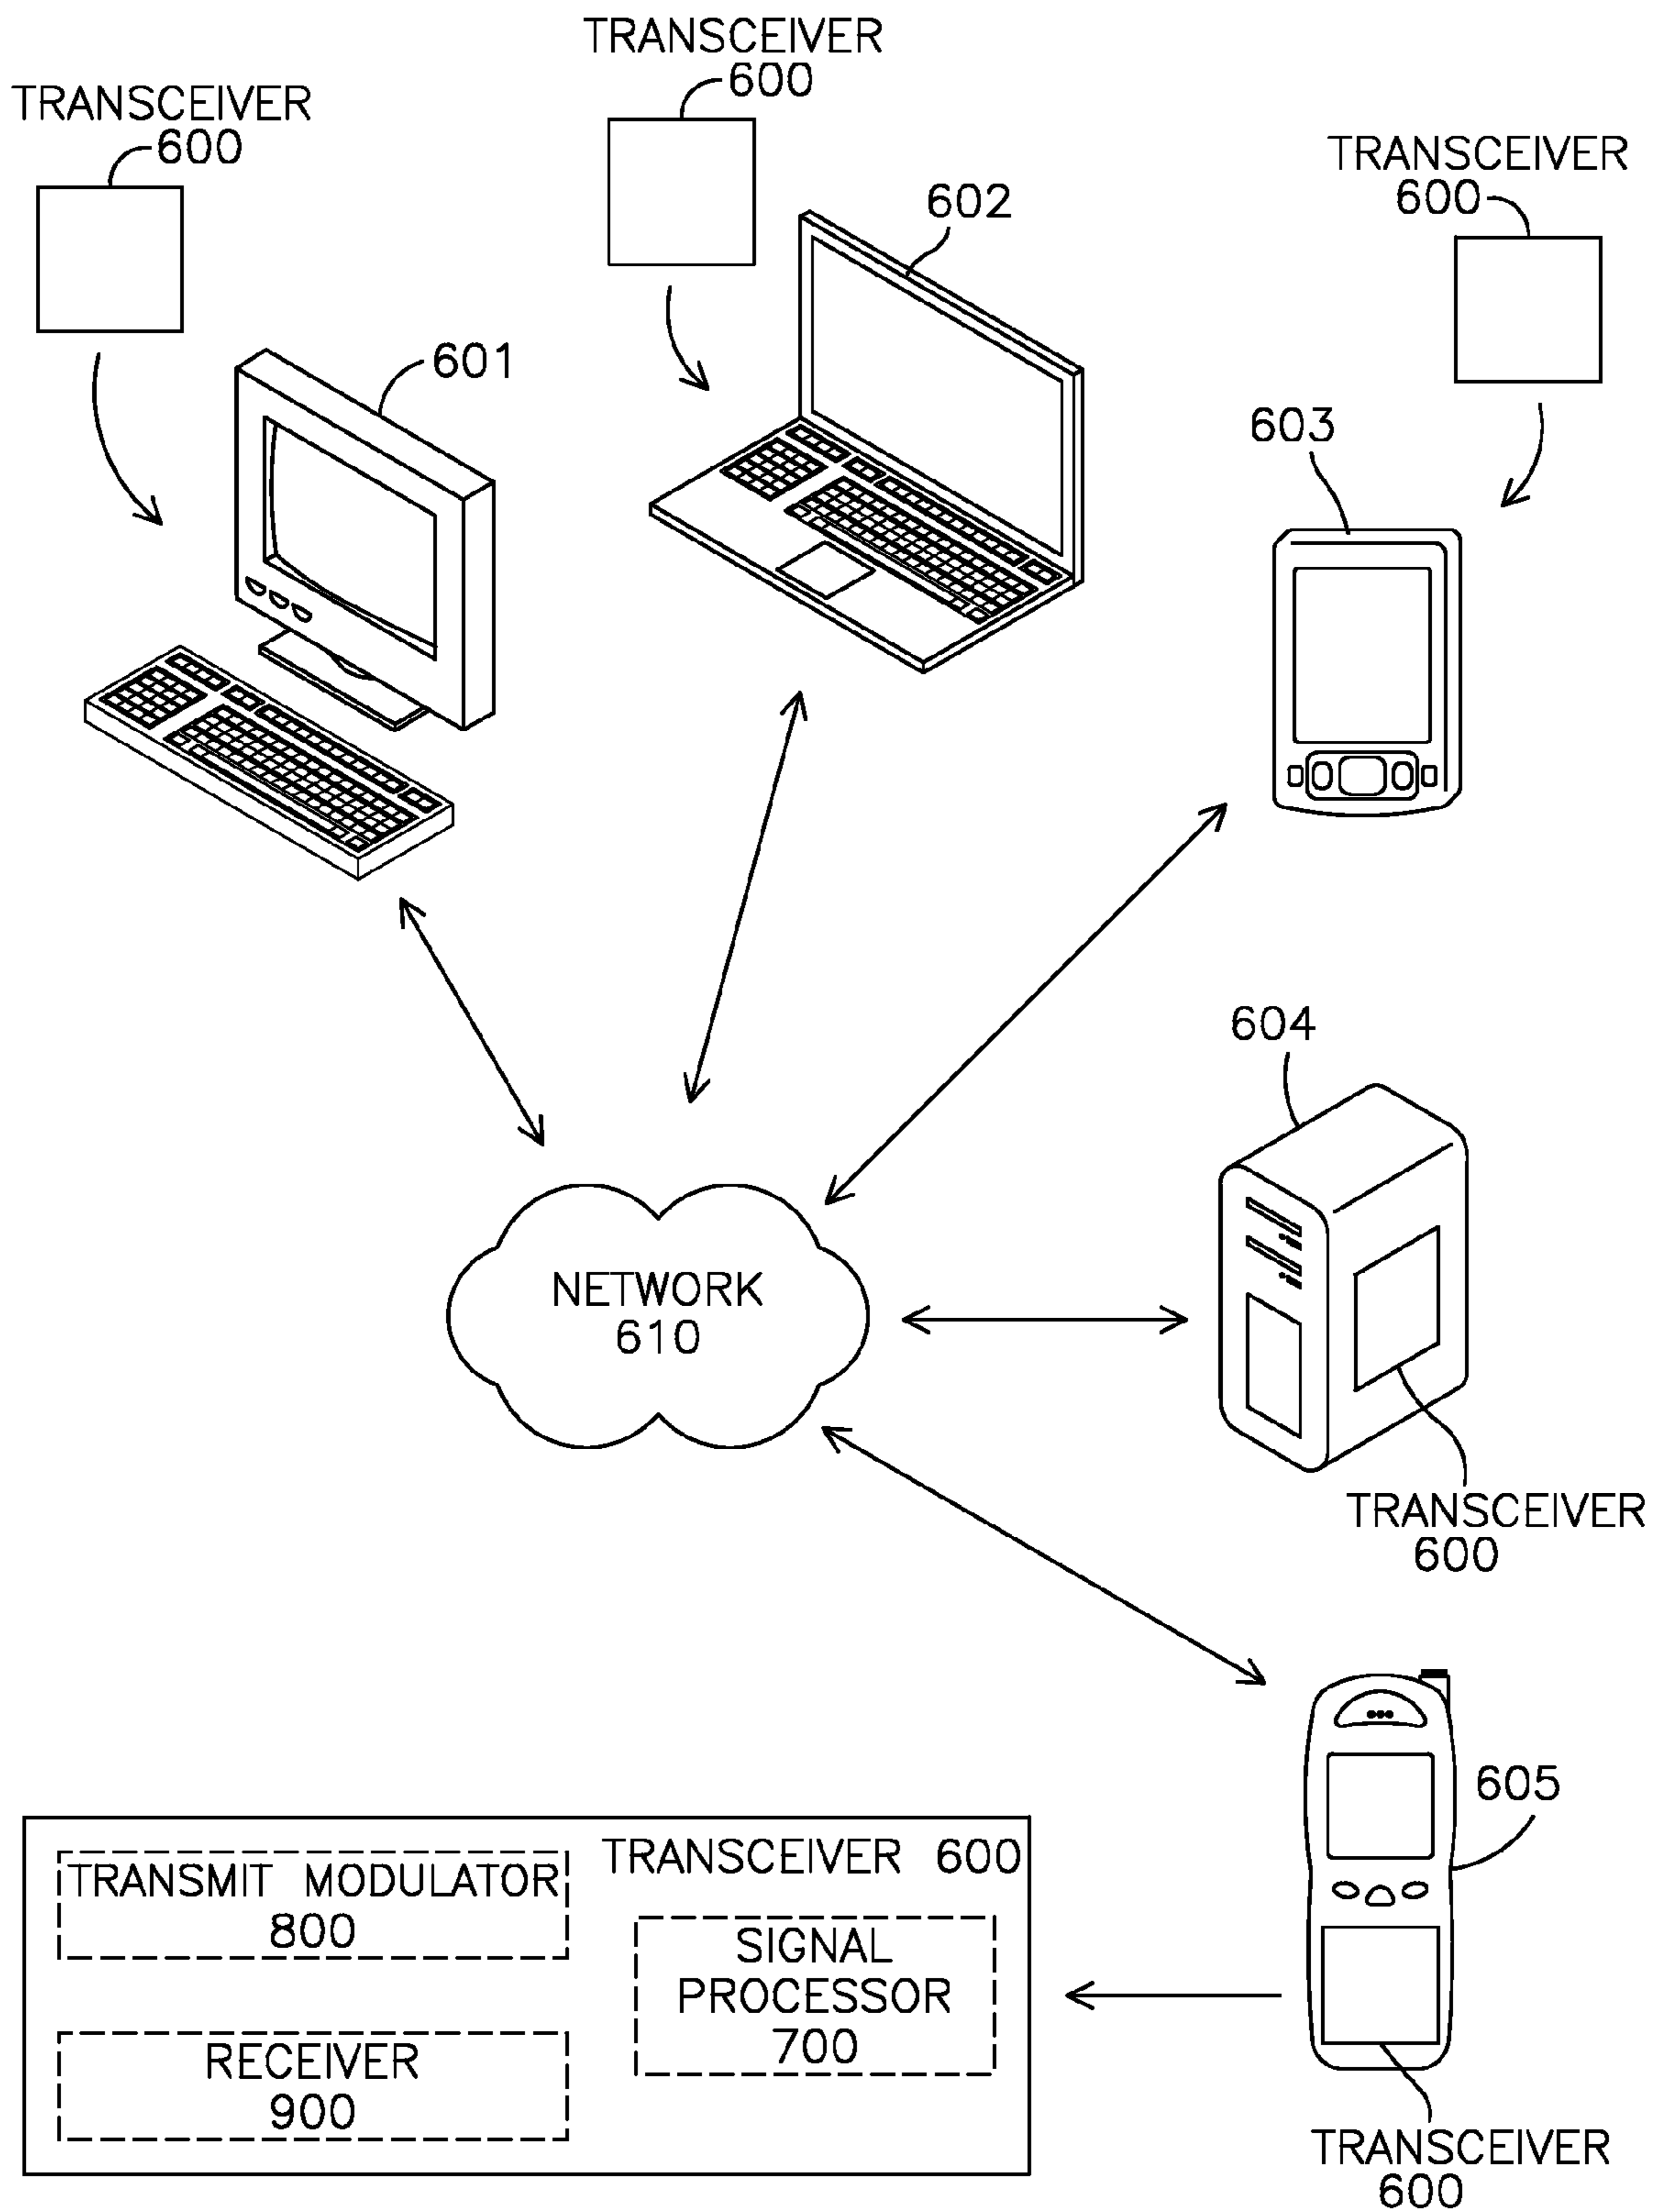 TRANSCEIVER
600
TRANSCEIVER
600
TRANSCEIVER
600
602
601
603
604
NETWORK
610
TRANSCEIVER
600
605
TRANSCEIVER 600
TRANSMIT MODULATOR
800
SIGNAL
PROCESSOR
700
RECEIVER
900
TRANSCEIVER
600